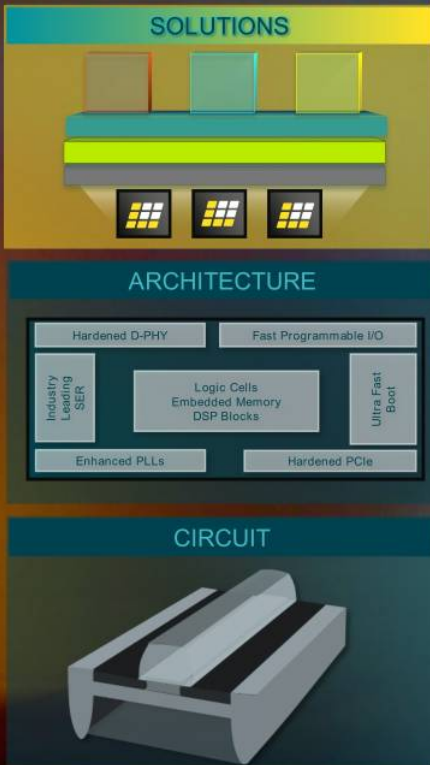 SOLUTIONS
ARCHITECTURE
Hardened D-PHY
Fast Programmable I/O
Industry
Leading
SER
Logic Cells
Embedded Memory
DSP Blocks
Ultra Fast
Boot
Enhanced PLLs
Hardened PCIe
CIRCUIT